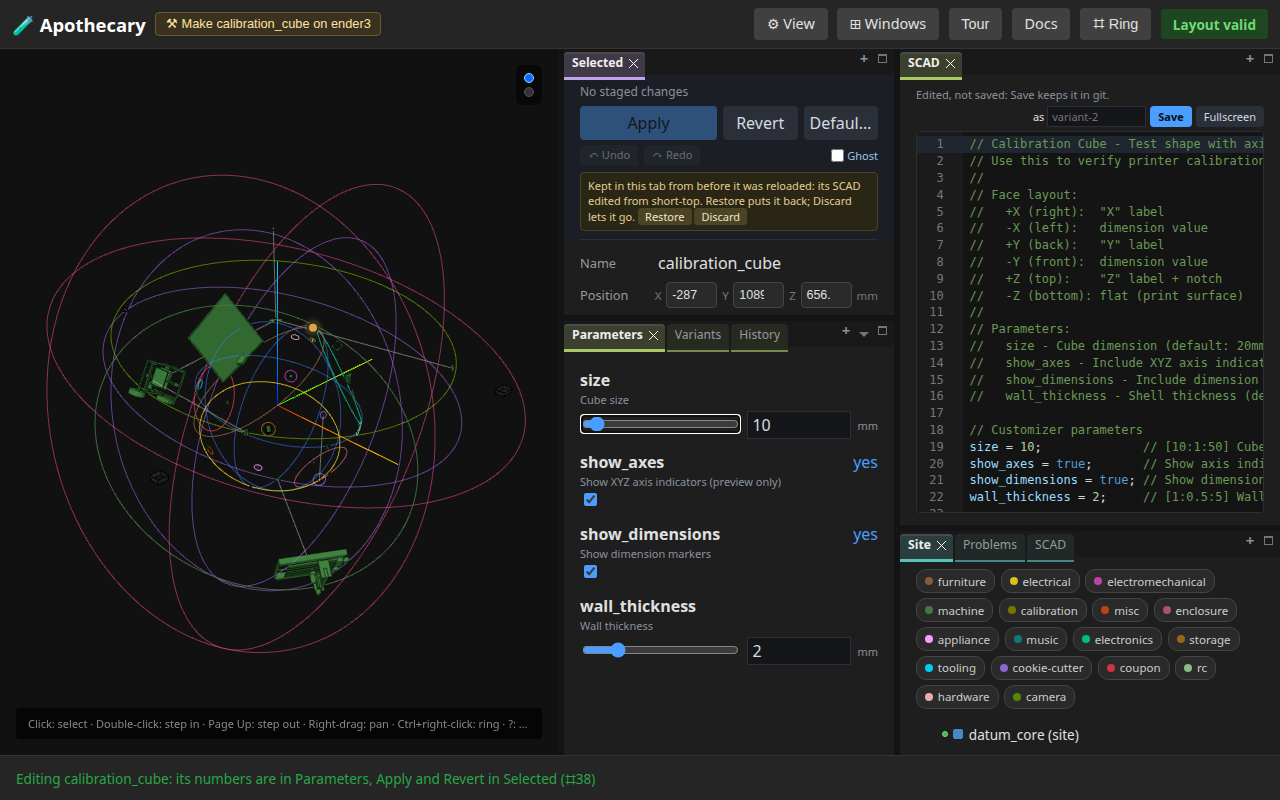 Apothecary
⚒ Make calibration_cube on ender3
⚙ View
⊞ Windows
Tour
Docs
⌗ Ring
Layout valid
Click: select · Double-click: step in · Page Up: step out · Right-drag: pan · Ctrl+right-click: ring · ?: ...
Selected
No staged changes
Apply
Revert
Defaul...
↶ Undo
↷ Redo
Ghost
Kept in this tab from before it was reloaded: its SCAD
edited from short-top. Restore puts it back; Discard
lets it go. Restore Discard
Name calibration_cube
Position X -287 Y 1089 Z 656. mm
Parameters
Variants
History
size
Cube size
10 mm
show_axes yes
Show XYZ axis indicators (preview only)
show_dimensions yes
Show dimension markers
wall_thickness
Wall thickness
2 mm
SCAD
Edited, not saved: Save keeps it in git.
as variant-2 Save Fullscreen
1 // Calibration Cube - Test shape with axi
2 // Use this to verify printer calibration
3 //
4 // Face layout:
5 //   +X (right):  "X" label
6 //   -X (left):   dimension value
7 //   +Y (back):   "Y" label
8 //   -Y (front):  dimension value
9 //   +Z (top):    "Z" label + notch
10 //   -Z (bottom): flat (print surface)
11 //
12 // Parameters:
13 //   size - Cube dimension (default: 20mm
14 //   show_axes - Include XYZ axis indicat
15 //   show_dimensions - Include dimension
16 //   wall_thickness - Shell thickness (de
17
18 // Customizer parameters
19 size = 10;              // [10:1:50] Cube
20 show_axes = true;       // Show axis indi
21 show_dimensions = true; // Show dimension
22 wall_thickness = 2;     // [1:0.5:5] Wall
Site
Problems
SCAD
furniture
electrical
electromechanical
machine
calibration
misc
enclosure
appliance
music
electronics
storage
tooling
cookie-cutter
coupon
rc
hardware
camera
datum_core (site)
Editing calibration_cube: its numbers are in Parameters, Apply and Revert in Selected (⌗38)